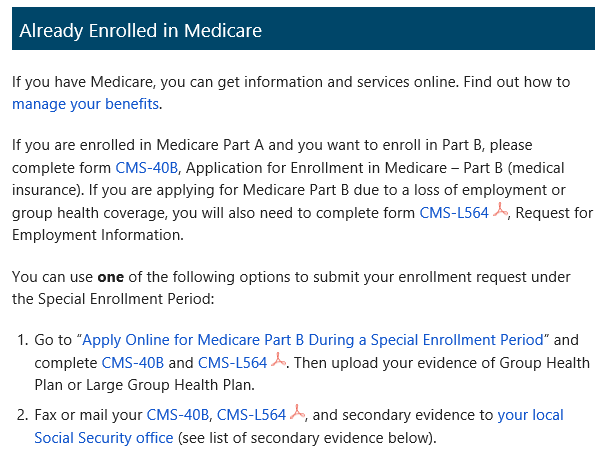 Already Enrolled in Medicare
If you have Medicare, you can get information and services online. Find out how to
manage your benefits.
If you are enrolled in Medicare Part A and you want to enroll in Part B, please
complete form CMS-40B, Application for Enrollment in Medicare – Part B (medical
insurance). If you are applying for Medicare Part B due to a loss of employment or
group health coverage, you will also need to complete form CMS-L564 , Request for
Employment Information.
You can use one of the following options to submit your enrollment request under
the Special Enrollment Period:
1. Go to “Apply Online for Medicare Part B During a Special Enrollment Period” and
complete CMS-40B and CMS-L564 . Then upload your evidence of Group Health
Plan or Large Group Health Plan.
2. Fax or mail your CMS-40B, CMS-L564 , and secondary evidence to your local
Social Security office (see list of secondary evidence below).